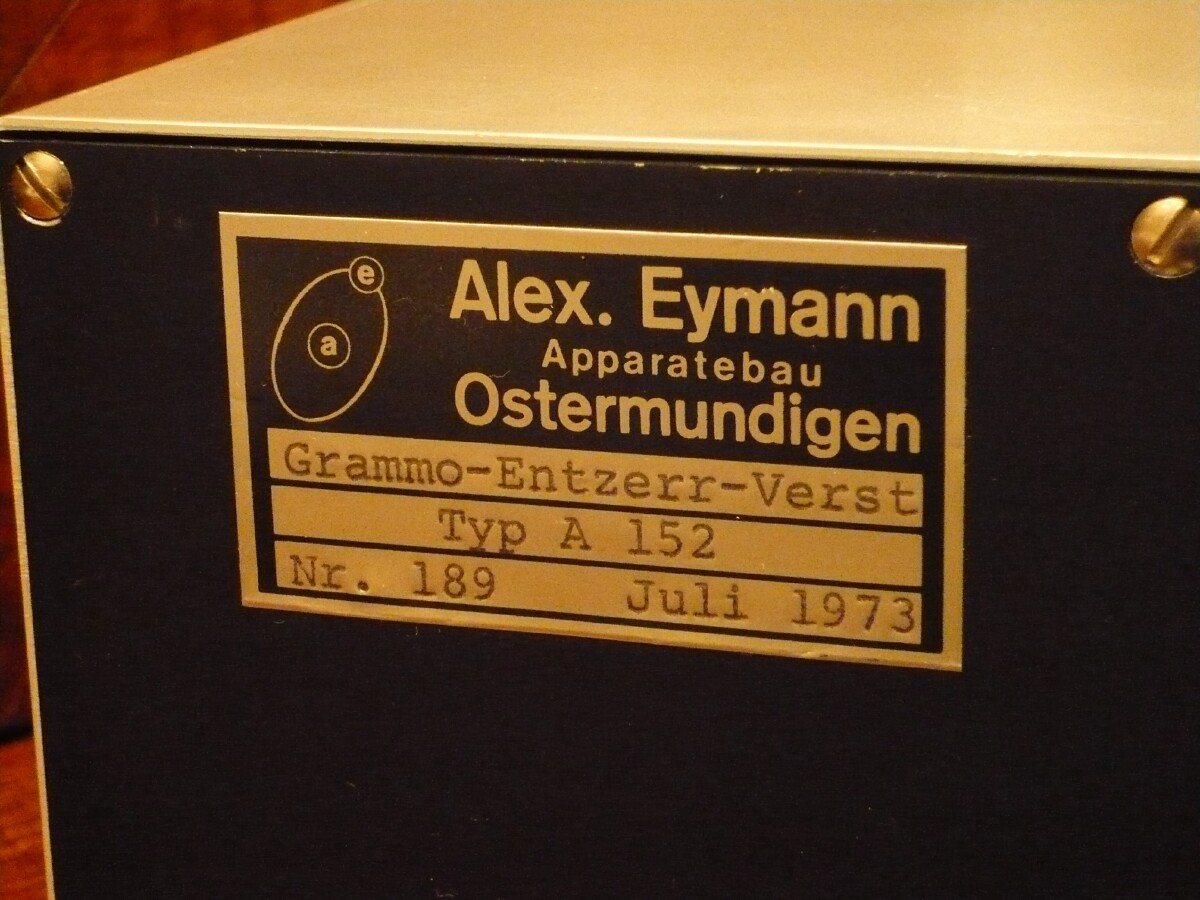 e
a
Alex. Eymann
Apparatebau
Ostermundigen
Grammo-Entzerr-Verst
Typ A 152
Nr. 189 Juli 1973